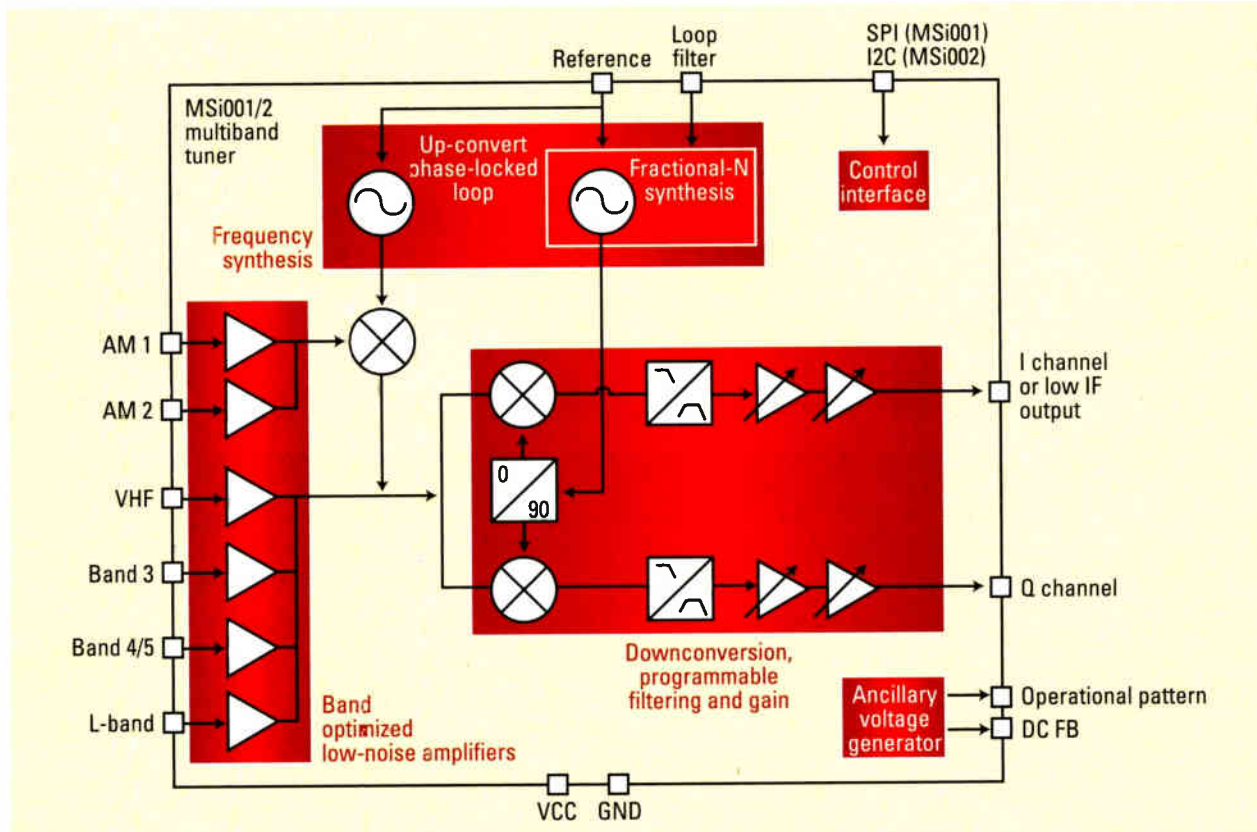 SPI (MSi001)
I2C (MSi002)
Loop
filter
Reference
MSi001/2
multiband
tuner
Up-convert
phase-locked
loop
Fractional-N
synthesis
Control
interface
Frequency
synthesis
AM 1
AM 2
VHF
Band 3
Band 4/5
L-band
0
90
I channel
or low IF
output
Q channel
Downconversion,
programmable
filtering and gain
Band
optimized
low-noise amplifiers
Ancillary
voltage
generator
Operational pattern
DC FB
VCC
GND